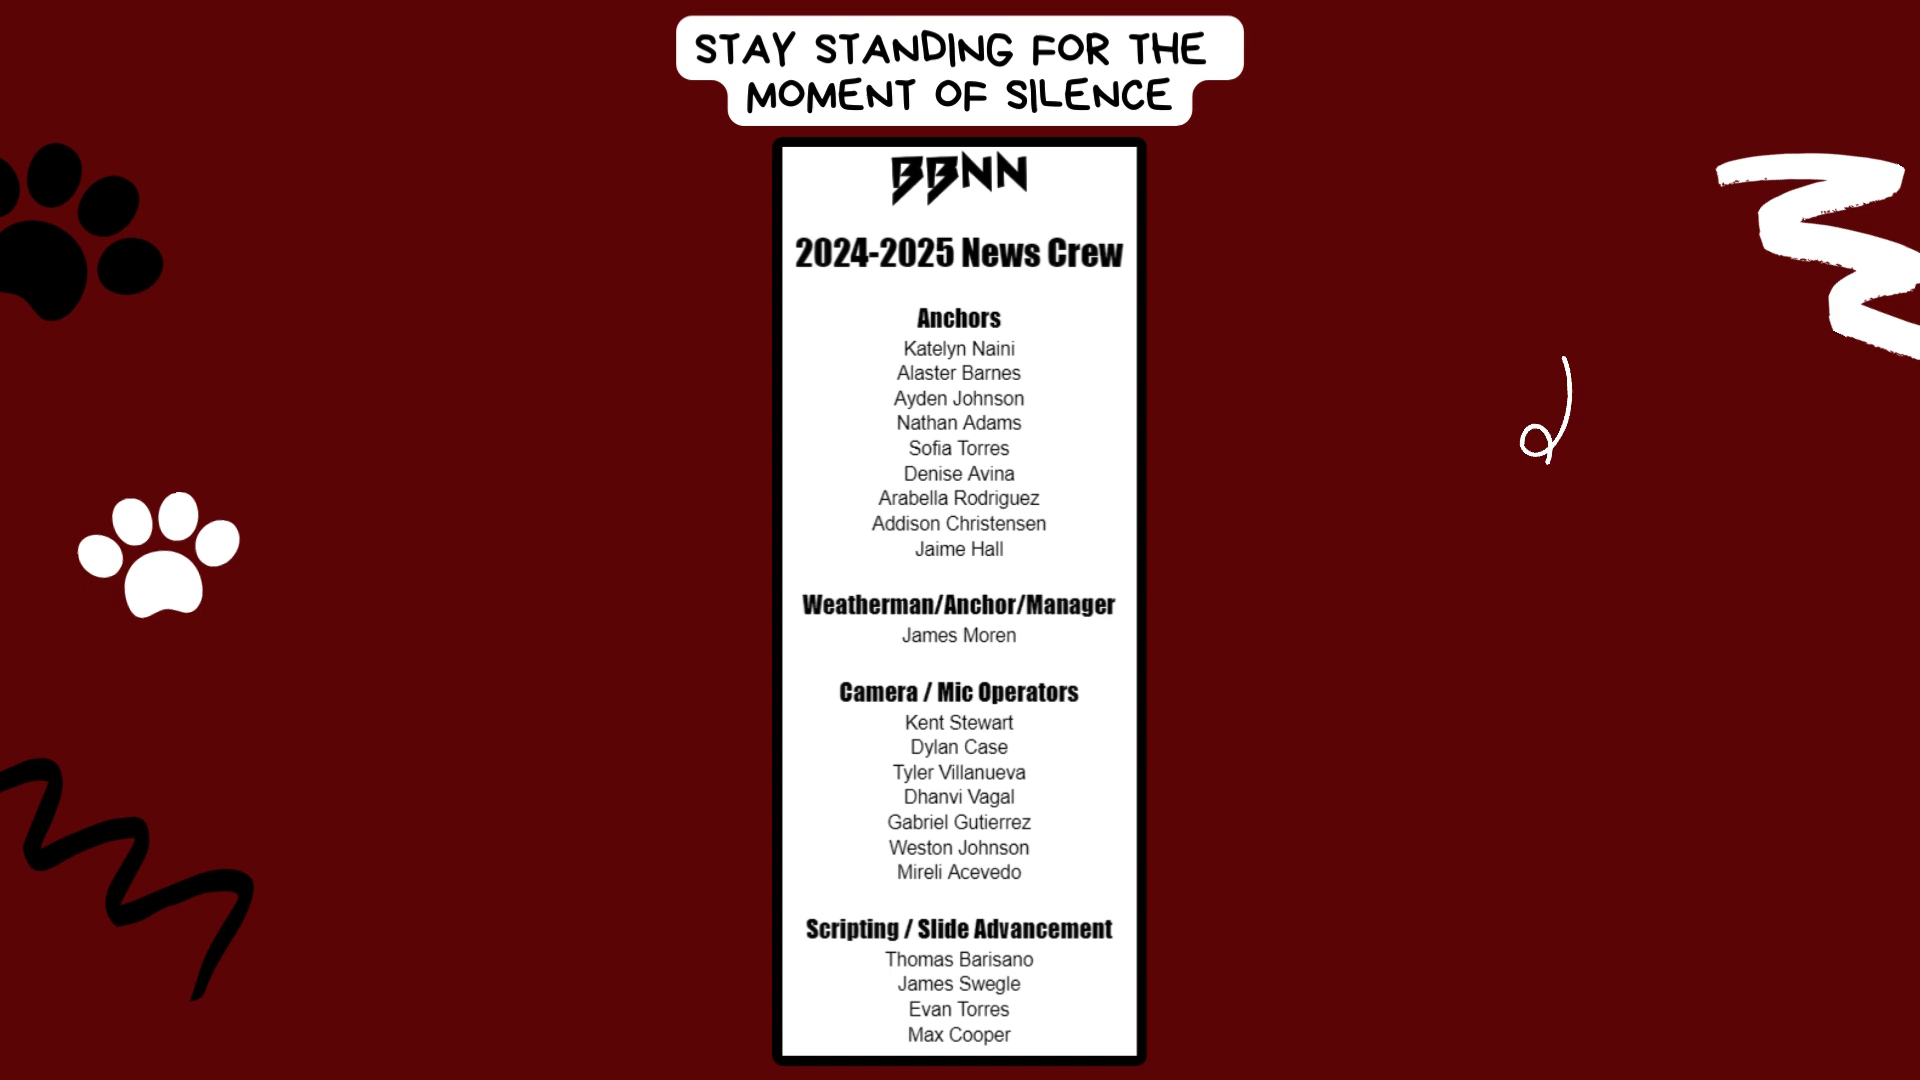 STAY STANDING FOR THE
MOMENT OF SILENCE
BBNN
2024-2025 News Crew
Anchors
Katelyn Naini
Alaster Barnes
Ayden Johnson
Nathan Adams
Sofia Torres
Denise Avina
Arabella Rodriguez
Addison Christensen
Jaime Hall
Weatherman/Anchor/Manager
James Moren
Camera / Mic Operators
Kent Stewart
Dylan Case
Tyler Villanueva
Dhanvi Vagal
Gabriel Gutierrez
Weston Johnson
Mireli Acevedo
Scripting / Slide Advancement
Thomas Barisano
James Swegle
Evan Torres
Max Cooper